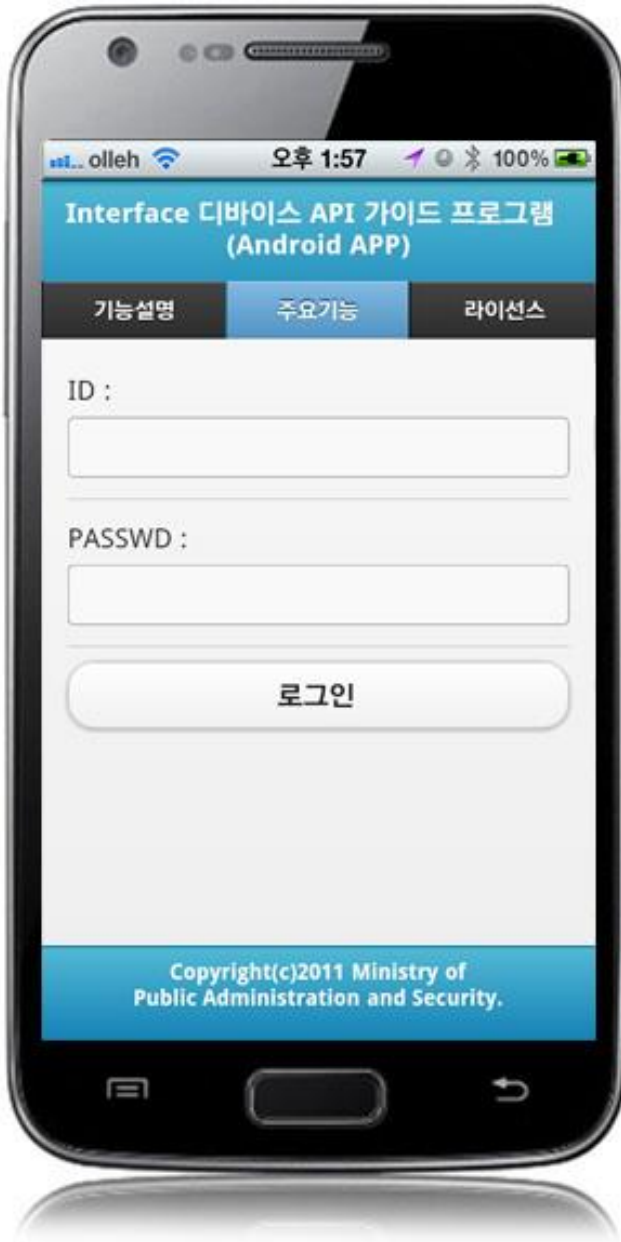 olleh 오후 1:57 100%
Interface 디바이스 API 가이드 프로그램
(Android APP)
기능설명 주요기능 라이선스
ID :
PASSWD :
로그인
Copyright(c)2011 Ministry of
Public Administration and Security.